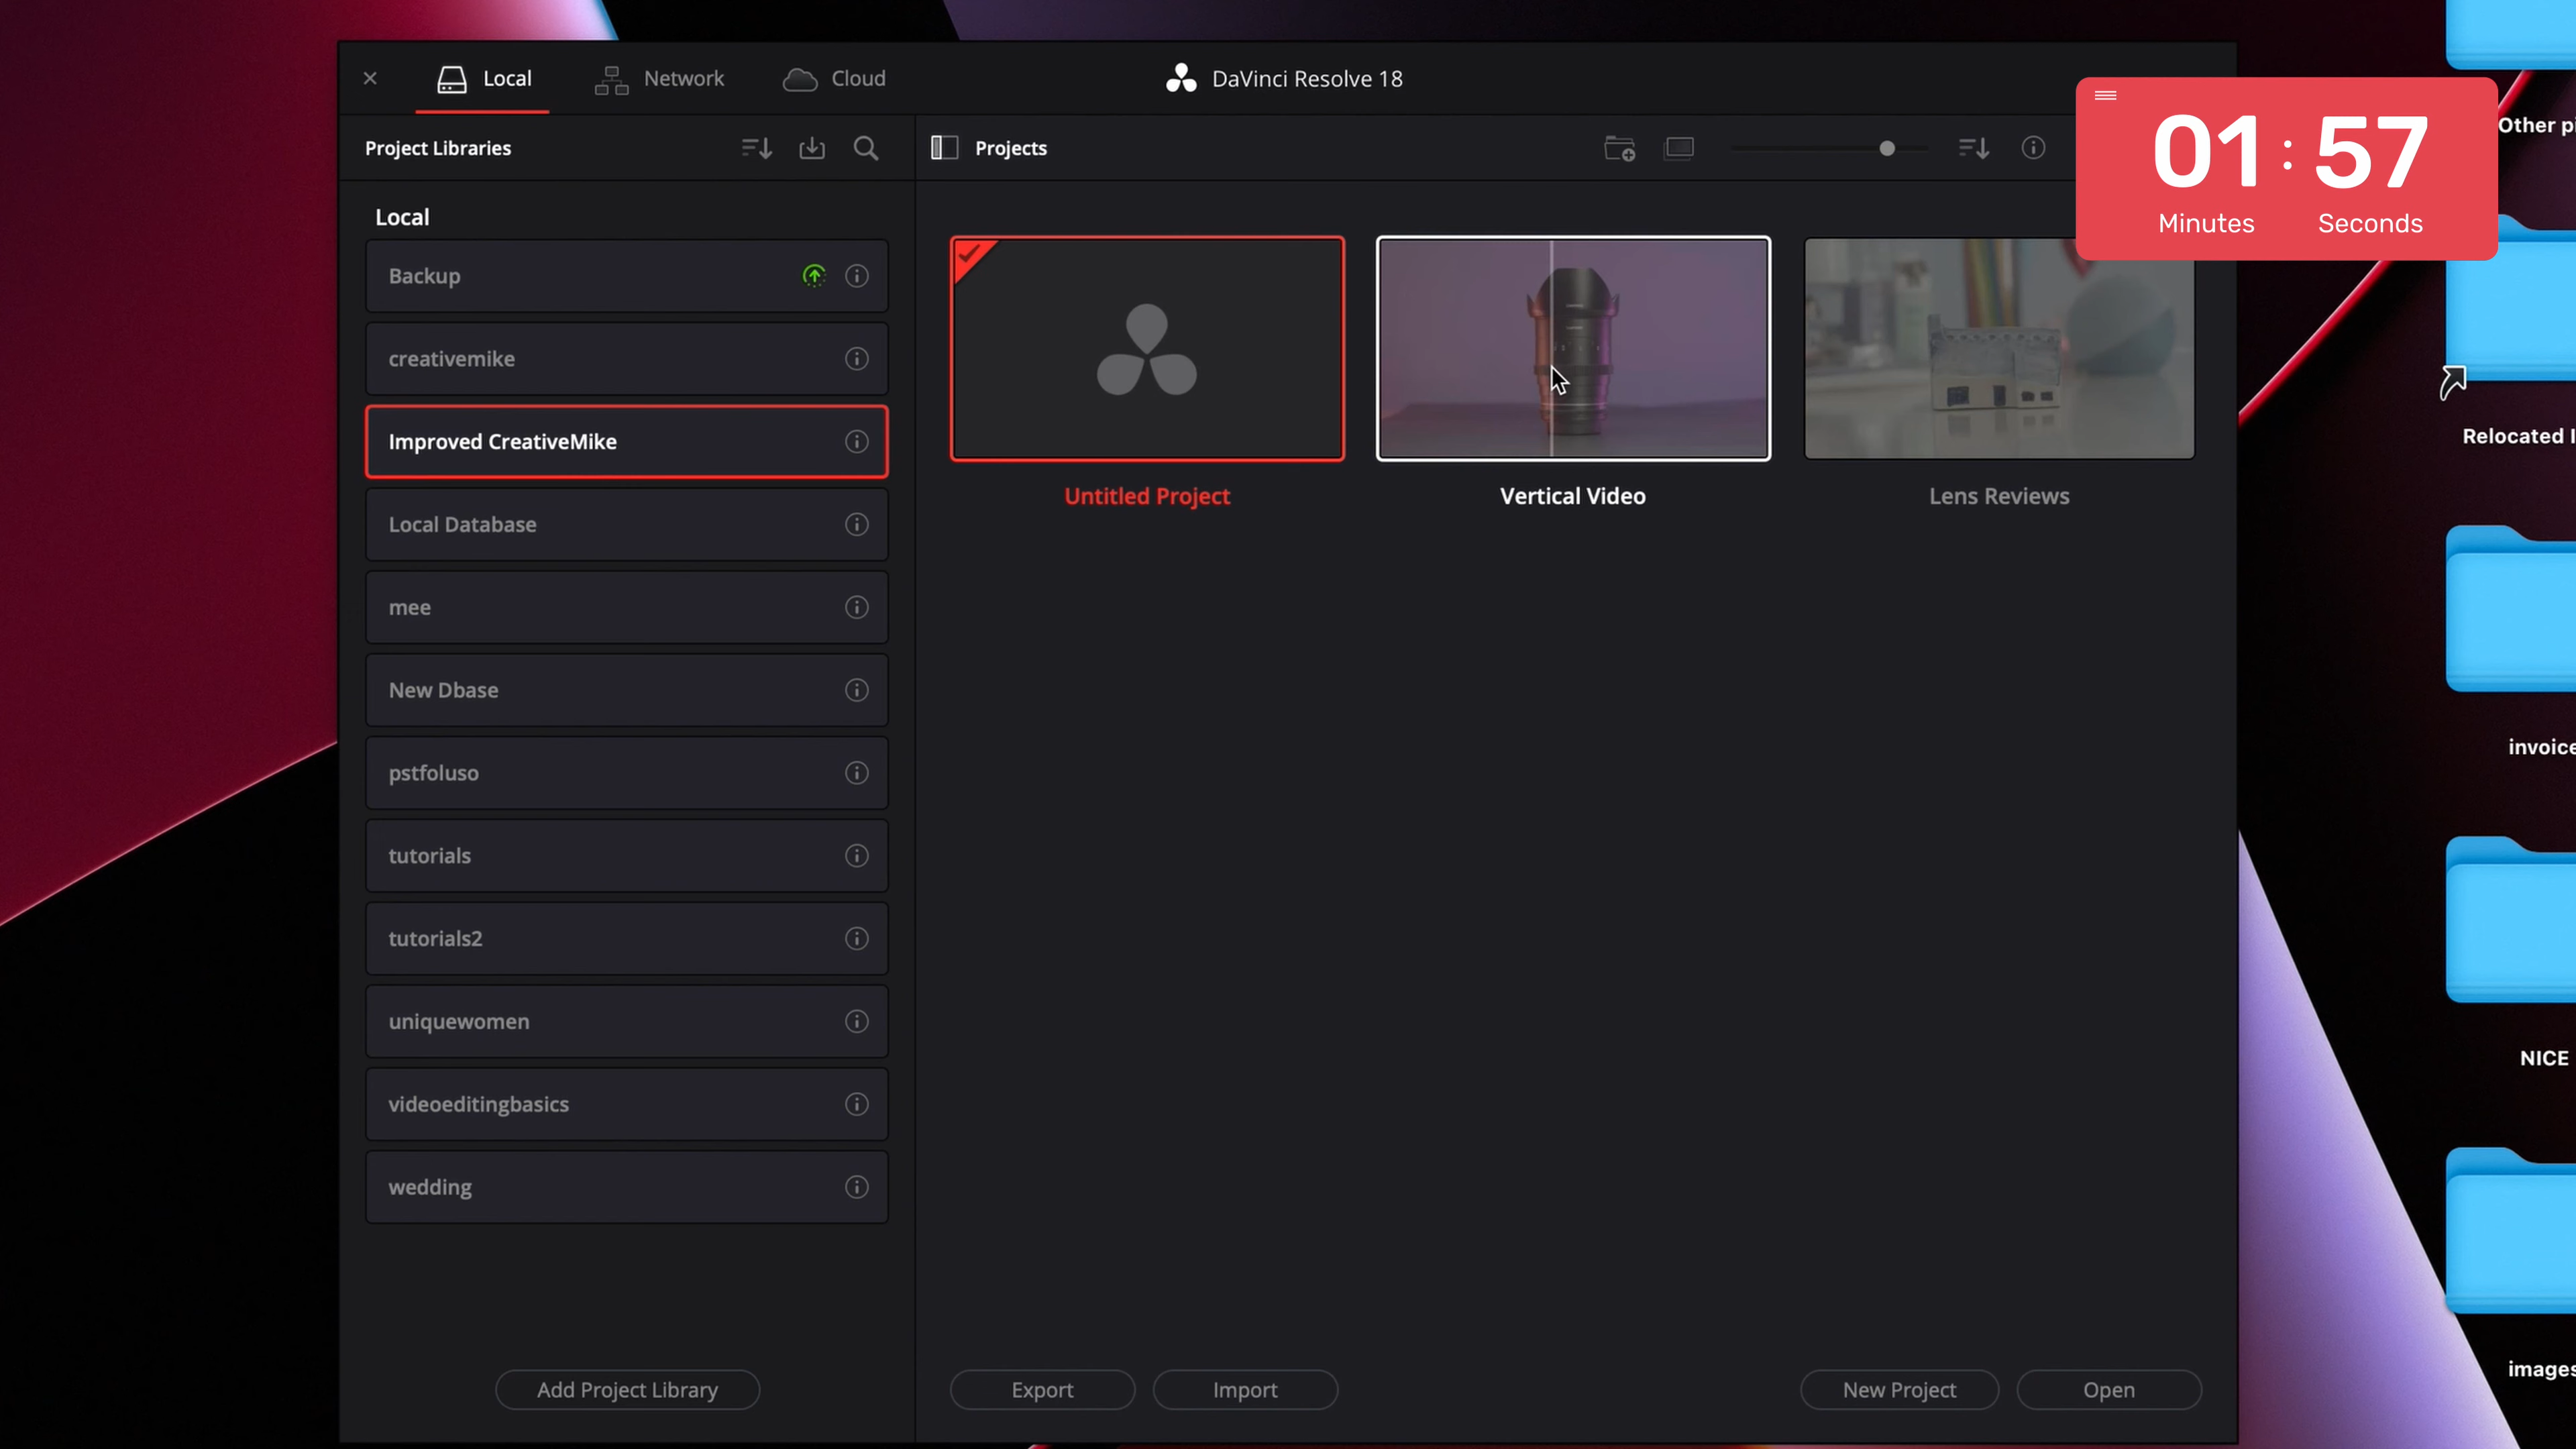 Local
Network
Cloud
DaVinci Resolve 18
Project Libraries
Projects
01 : 57
Minutes
Seconds
Local
Backup
creativemike
Improved CreativeMike
Local Database
mee
New Dbase
pstfoluso
tutorials
tutorials2
uniquewomen
videoeditingbasics
wedding
Add Project Library
Untitled Project
Vertical Video
Lens Reviews
Export
Import
New Project
Open
Other
Relocated
NICE
images